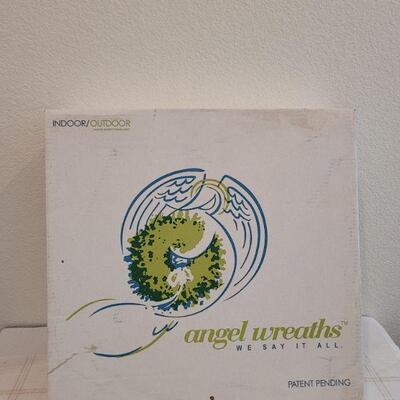 INDOOR/OUTDOOR
angel wreaths™
WE SAY IT ALL.
PATENT PENDING